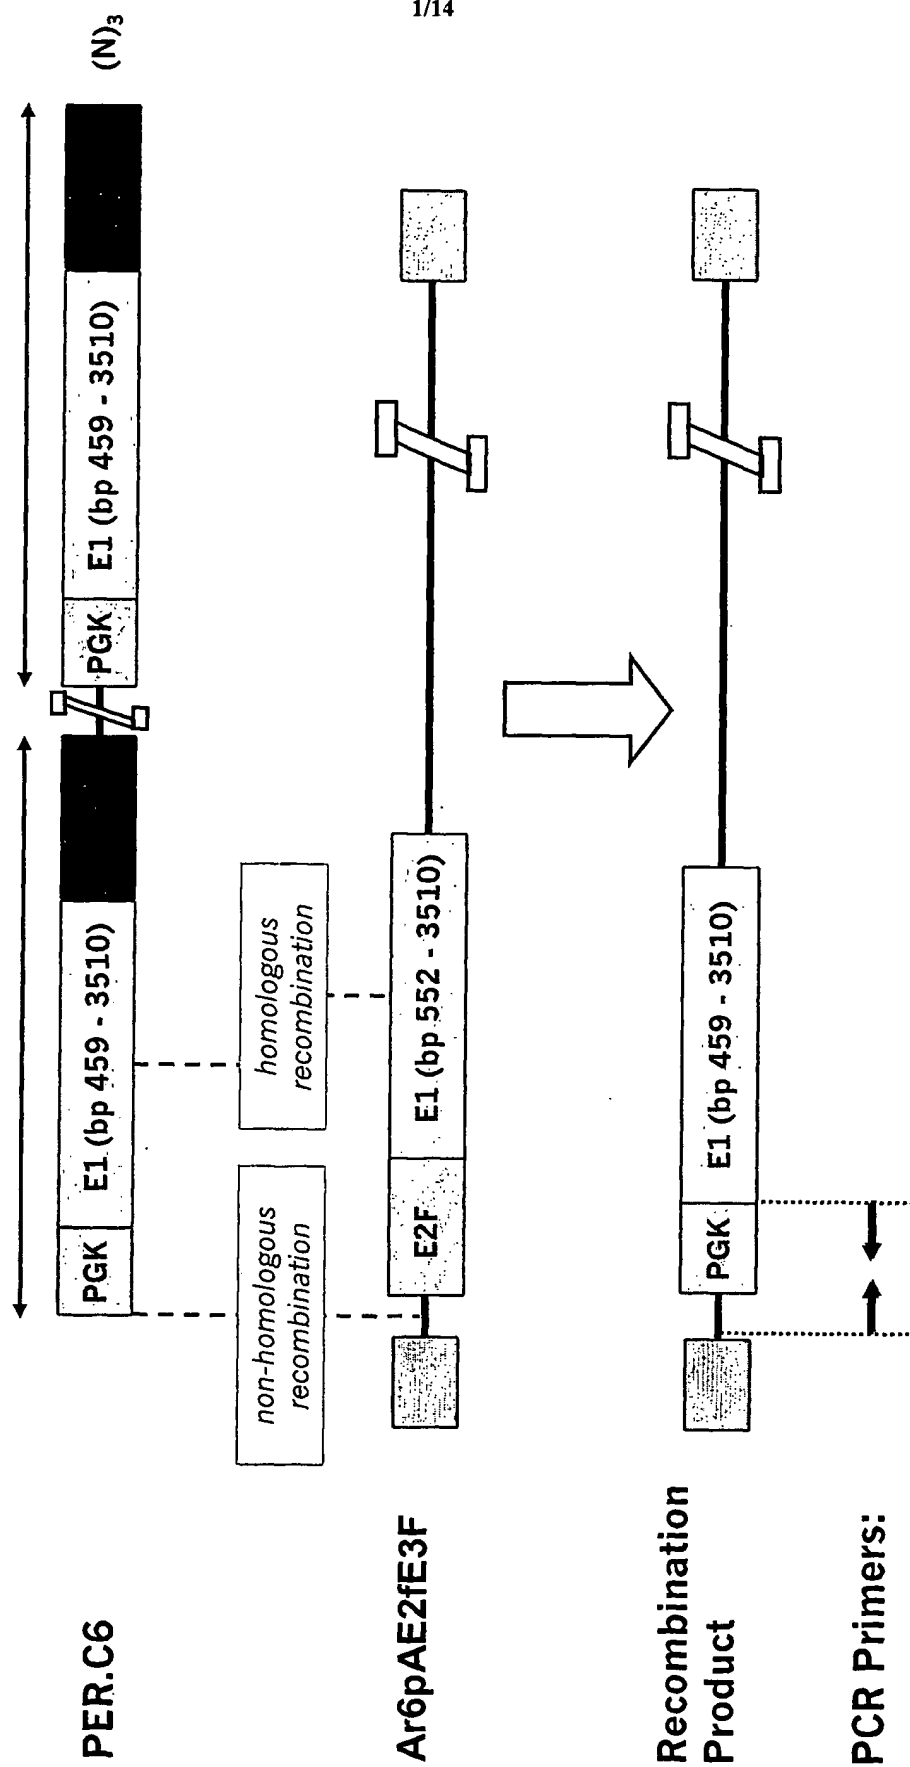 1/14
PER.C6
PGK
E1 (bp 459 - 3510)
PGK
E1 (bp 459 - 3510)
(N)₃
non-homologous
recombination
homologous
recombination
Ar6pAE2fE3F
E2F
E1 (bp 552 - 3510)
Recombination
Product
PGK
E1 (bp 459 - 3510)
PCR Primers: